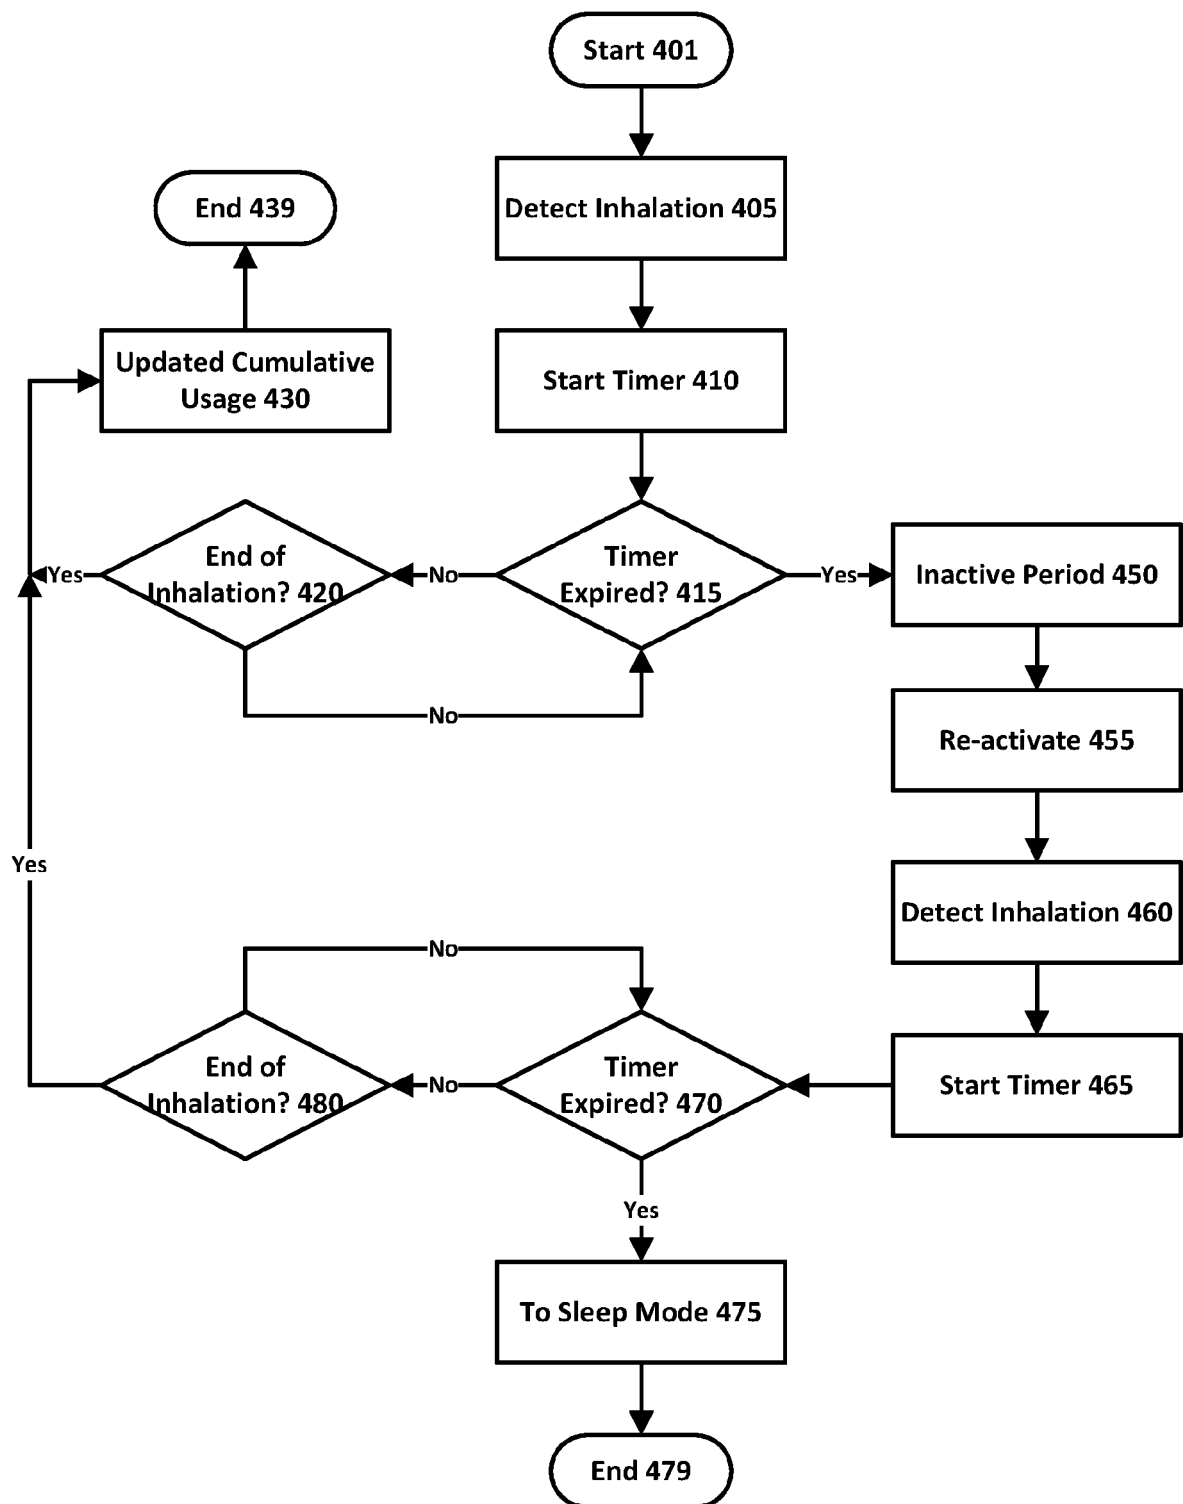 Start 401
End 439
Detect Inhalation 405
Updated Cumulative
Usage 430
Start Timer 410
Yes
End of
Inhalation? 420
No
Timer
Expired? 415
Yes
Inactive Period 450
No
Re-activate 455
Yes
Detect Inhalation 460
No
End of
Inhalation? 480
No
Timer
Expired? 470
Start Timer 465
Yes
To Sleep Mode 475
End 479